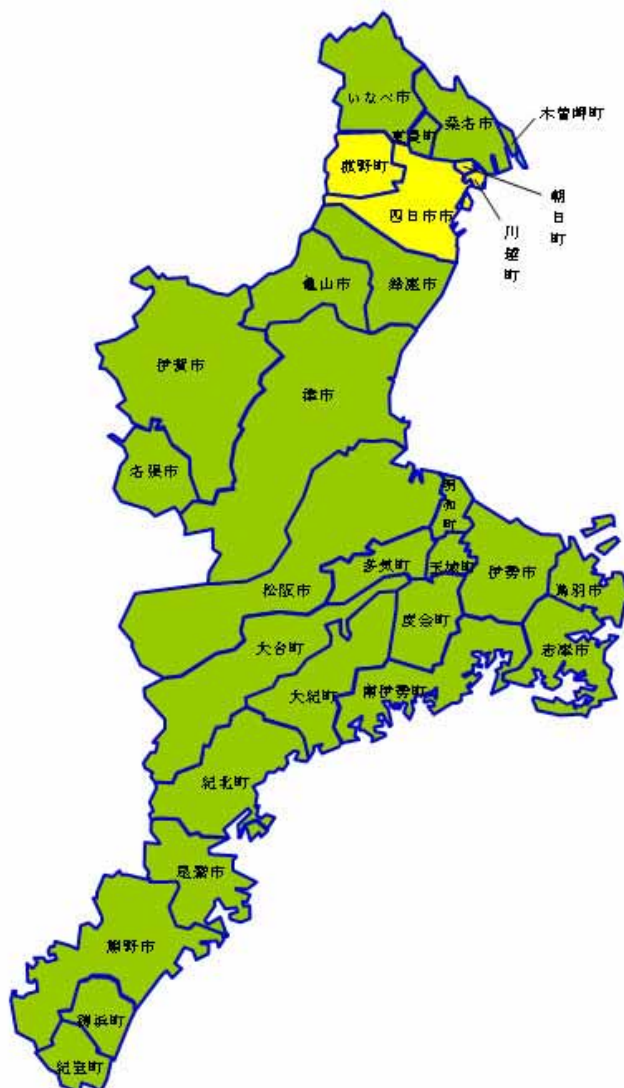 いなべ市
桑名市
木曽岬町
東員町
菰野町
朝日町
四日市市
川越町
亀山市
鈴鹿市
伊賀市
津市
名張市
明和町
多気町
玉城町
伊勢市
松阪市
鳥羽市
度会町
大台町
志摩市
大紀町
南伊勢町
紀北町
尾鷲市
熊野市
御浜町
紀宝町